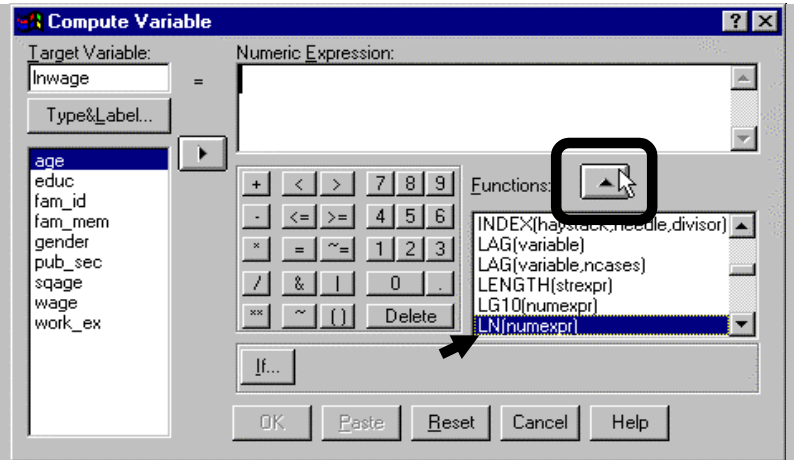 Compute Variable
Target Variable:
lnwage
=
Numeric Expression:
Type&Label...
age
educ
fam_id
fam_mem
gender
pub_sec
sqage
wage
work_ex
+ < > 7 8 9
- <= >= 4 5 6
* = ~= 1 2 3
/ & | 0 .
** ~ () Delete
Functions:
INDEX(haystack,needle,divisor)
LAG(variable)
LAG(variable,ncases)
LENGTH(strexpr)
LG10(numexpr)
LN(numexpr)
If...
OK Paste Reset Cancel Help